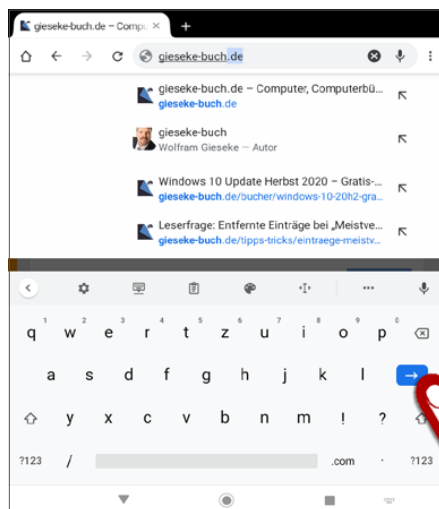 gieseke-buch.de – Compu
gieseke-buch.de
gieseke-buch.de – Computer, Computerbü...
gieseke-buch.de
gieseke-buch
Wolfram Gieseke — Autor
Windows 10 Update Herbst 2020 – Gratis-...
gieseke-buch.de/bucher/windows-10-20h2-gra...
Leserfrage: Entfernte Einträge bei „Meistve...
gieseke-buch.de/tipps-tricks/eintraege-meistv...
q 1 w 2 e 3 r 4 t 5 z 6 u 7 i 8 o 9 p 0
a s d f g h j k l
y x c v b n m ! ?
?123 / .com . ?123